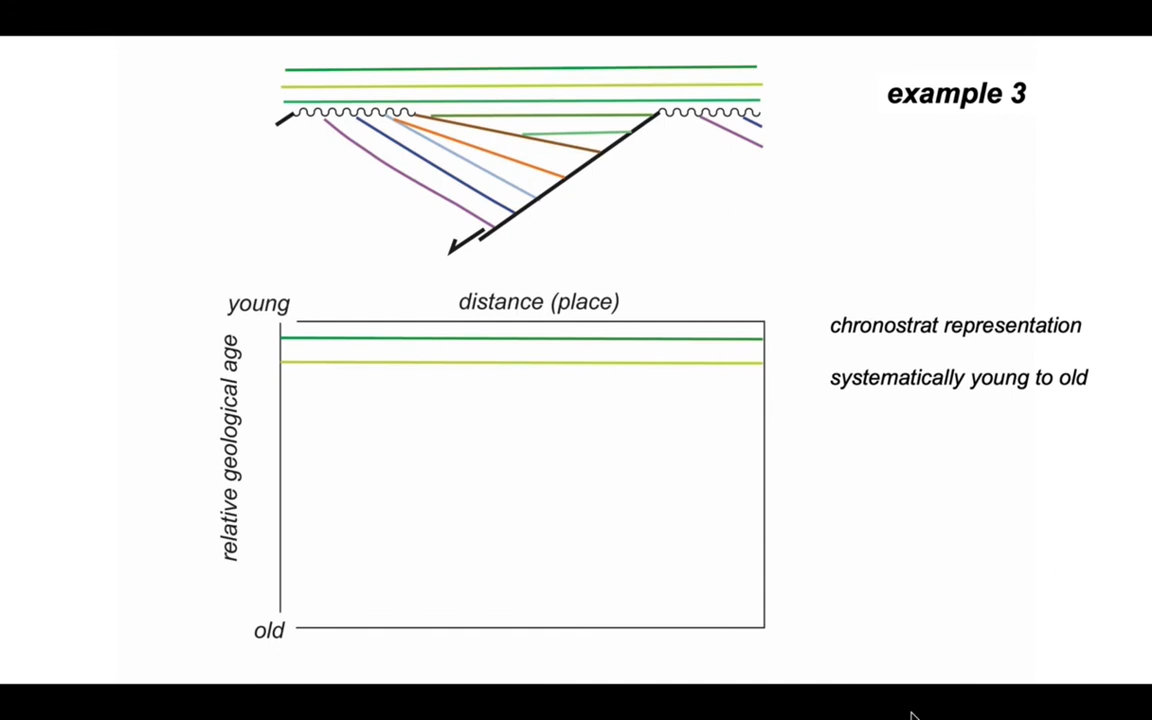 example 3
young
distance (place)
chronostrat representation
systematically young to old
relative geological age
old